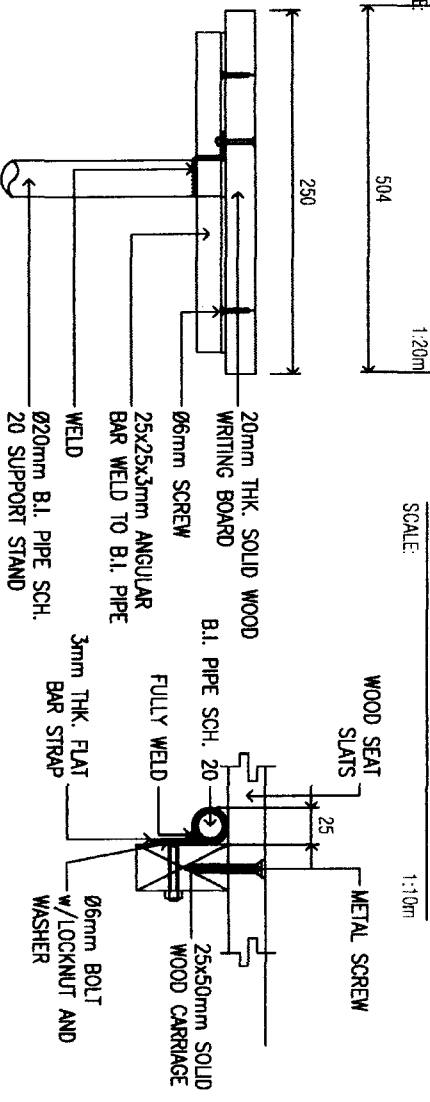 E:
1:20m
504
250
20mm THK. SOLID WOOD
WRITING BOARD
Ø6mm SCREW
25x25x3mm ANGULAR
BAR WELD TO B.I. PIPE
WELD
Ø20mm B.I. PIPE SCH.
20 SUPPORT STAND
SCALE:
1:10m
WOOD SEAT
SLATS
25
METAL SCREW
B.I. PIPE SCH. 20
FULLY WELD
3mm THK. FLAT
BAR STRAP
25x50mm SOLID
WOOD CARRIAGE
Ø6mm BOLT
w/LOCKNUT AND
WASHER